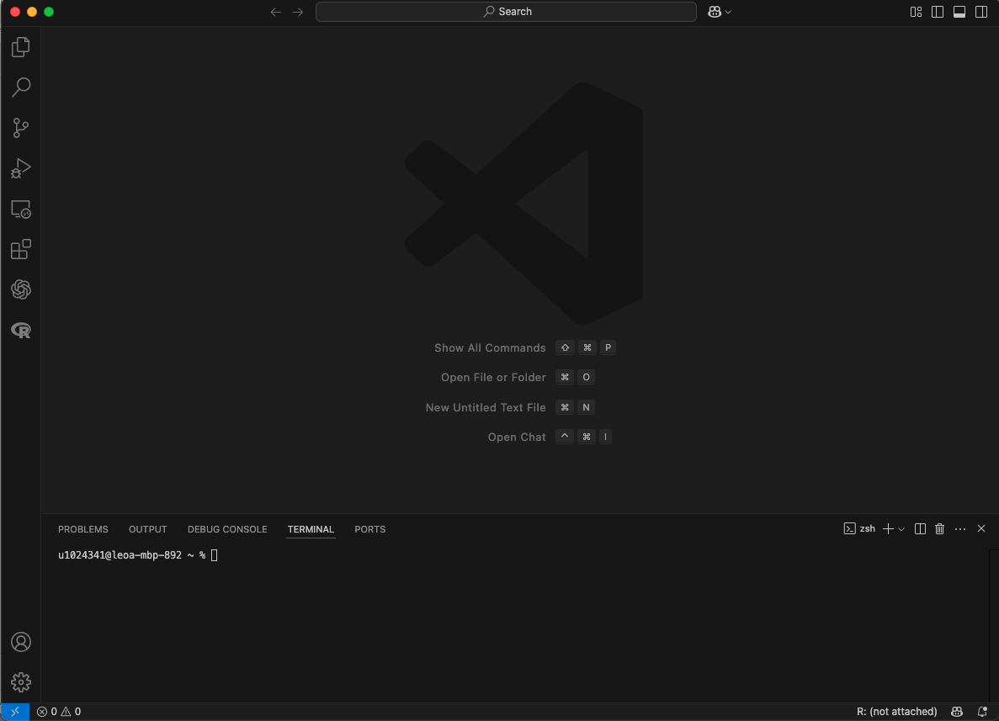 Search
Show All Commands ⇧ ⌘ P
Open File or Folder ⌘ O
New Untitled Text File ⌘ N
Open Chat ^ ⌘ I
PROBLEMS OUTPUT DEBUG CONSOLE TERMINAL PORTS zsh
u1024341@leoa-mbp-892 ~ %
0 0 R: (not attached)